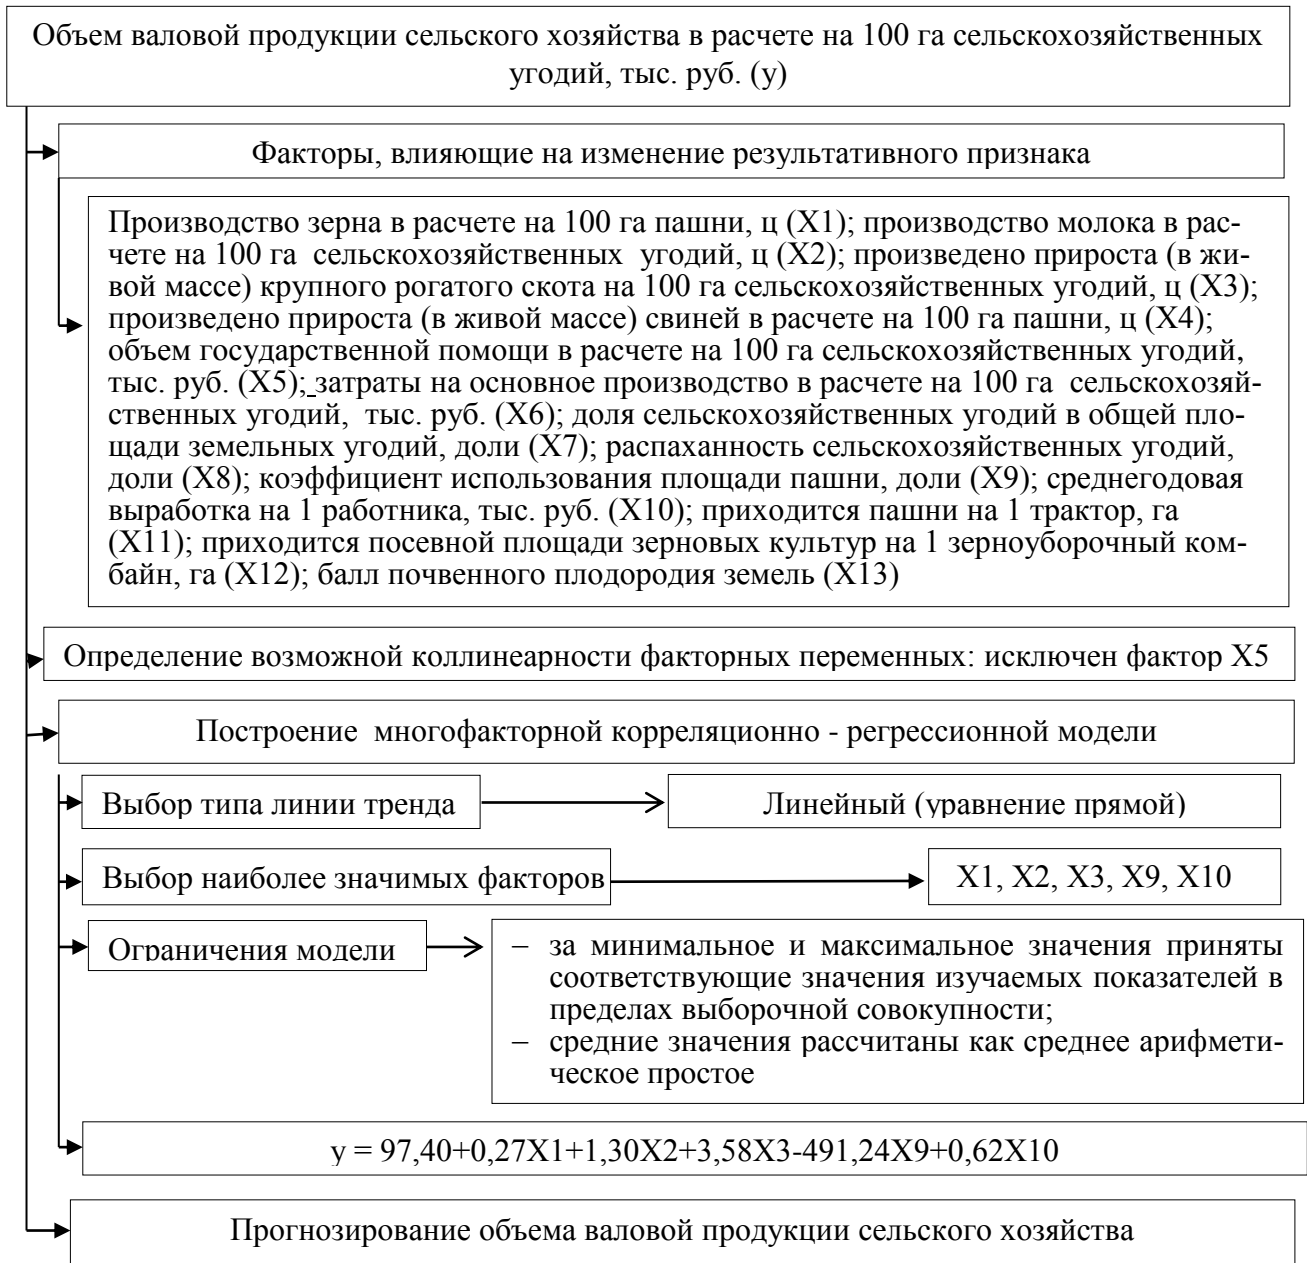 Объем валовой продукции сельского хозяйства в расчете на 100 га сельскохозяйственных
угодий, тыс. руб. (у)
Факторы, влияющие на изменение результативного признака
Производство зерна в расчете на 100 га пашни, ц (X1); производство молока в рас-
чете на 100 га сельскохозяйственных угодий, ц (X2); произведено прироста (в жи-
вой массе) крупного рогатого скота на 100 га сельскохозяйственных угодий, ц (X3);
произведено прироста (в живой массе) свиней в расчете на 100 га пашни, ц (X4);
объем государственной помощи в расчете на 100 га сельскохозяйственных угодий,
тыс. руб. (X5); затраты на основное производство в расчете на 100 га сельскохозяй-
ственных угодий, тыс. руб. (X6); доля сельскохозяйственных угодий в общей пло-
щади земельных угодий, доли (X7); распаханность сельскохозяйственных угодий,
доли (X8); коэффициент использования площади пашни, доли (X9); среднегодовая
выработка на 1 работника, тыс. руб. (X10); приходится пашни на 1 трактор, га
(X11); приходится посевной площади зерновых культур на 1 зерноуборочный ком-
байн, га (X12); балл почвенного плодородия земель (X13)
Определение возможной коллинеарности факторных переменных: исключен фактор X5
Построение многофакторной корреляционно - регрессионной модели
Выбор типа линии тренда
Линейный (уравнение прямой)
Выбор наиболее значимых факторов
X1, X2, X3, X9, X10
Ограничения модели
– за минимальное и максимальное значения приняты
соответствующие значения изучаемых показателей в
пределах выборочной совокупности;
– средние значения рассчитаны как среднее арифмети-
ческое простое
у = 97,40+0,27X1+1,30X2+3,58X3-491,24X9+0,62X10
Прогнозирование объема валовой продукции сельского хозяйства